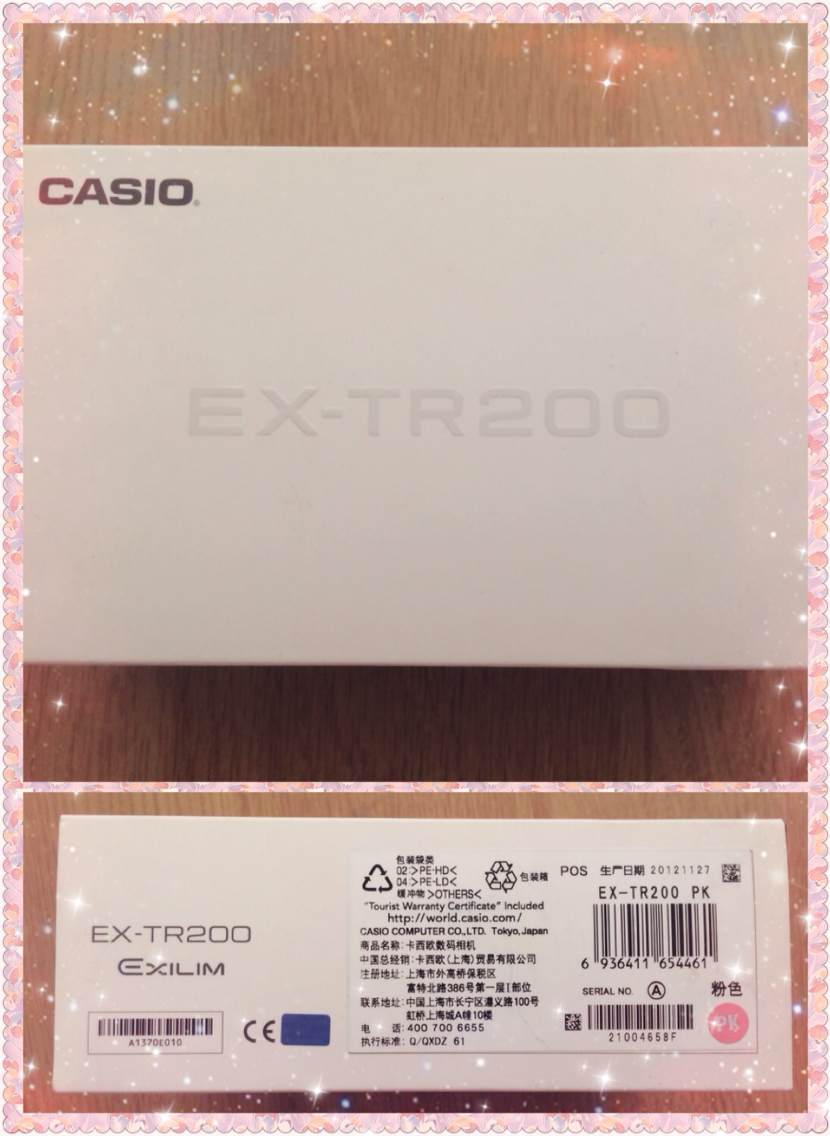 CASIO
EX-TR200
EX-TR200
EXILIM
A1370E010
CE
包装袋类
02:>PE-HD<
04:>PE-LD<
缓冲物>OTHERS<
包装箱
"Tourist Warranty Certificate" Included
http://world.casio.com/
CASIO COMPUTER CO.,LTD. Tokyo,Japan
商品名称:卡西欧数码相机
中国总经销:卡西欧(上海)贸易有限公司
注册地址:上海市外高桥保税区
富特北路386号第一层I部位
联系地址:中国上海市长宁区遵义路100号
虹桥上海城A幢10楼
电 话:400 700 6655
执行标准:Q/QXDZ 61
POS 生产日期 20121127
EX-TR200 PK
6 936411 654461
SERIAL NO. A 粉色
21004658F
PK